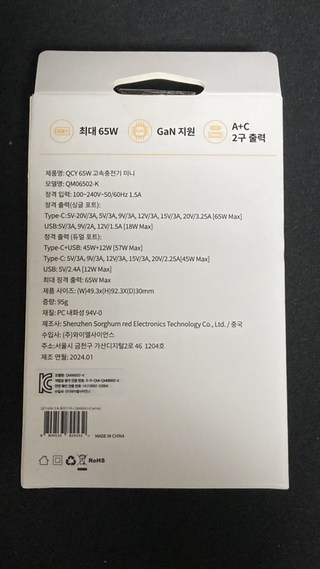 최대 65W
GaN 지원
A+C
2구 출력
제품명: QCY 65W 고속충전기 미니
모델명: QM06502-K
정격 입력: 100~240V-50/60Hz 1.5A
정격 출력(싱글 포트):
Type-C:5V-20V/3A, 5V/3A, 9V/3A, 12V/3A, 15V/3A, 20V/3.25A [65W Max]
USB:5V/3A, 9V/2A, 12V/1.5A [18W Max]
정격 출력 (듀얼 포트):
Type-C+USB: 45W+12W [57W Max]
Type-C: 5V/3A, 9V/3A, 12V/3A, 15V/3A, 20V/2.25A[45W Max]
USB: 5V/2.4A [12W Max]
최대 정격 출력: 65W Max
제품 사이즈: (W)49.3x(H)92.3X(D)30mm
중량: 95g
재질: PC 내화성 94V-0
제조사: Shenzhen Sorghum red Electronics Technology Co., Ltd. / 중국
수입사: (주)와이엘사이언스
주소:서울시 금천구 가산디지털2로 46 1204호
제조 연월: 2024.01
모델명: QM06502-K
MADE IN CHINA
RoHS